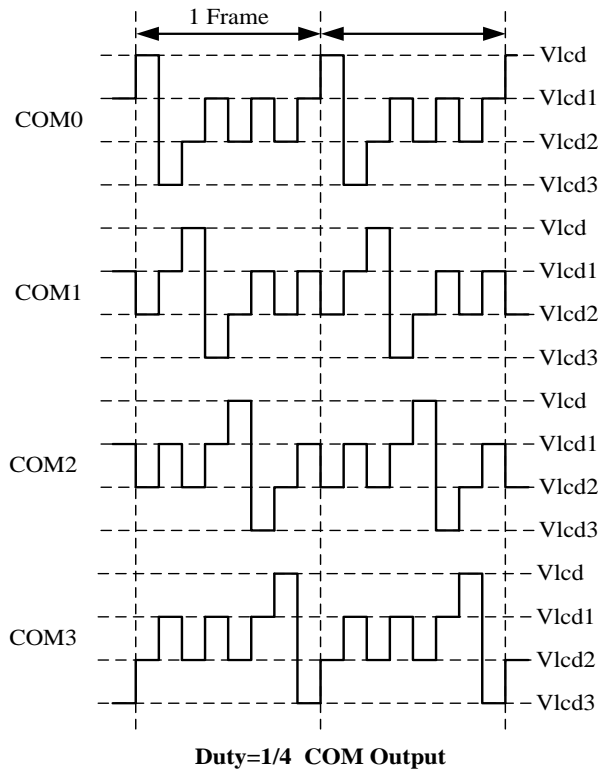 1 Frame
Vlcd
Vlcd1
COM0
Vlcd2
Vlcd3
Vlcd
Vlcd1
COM1
Vlcd2
Vlcd3
Vlcd
Vlcd1
COM2
Vlcd2
Vlcd3
Vlcd
Vlcd1
COM3
Vlcd2
Vlcd3
Duty=1/4 COM Output